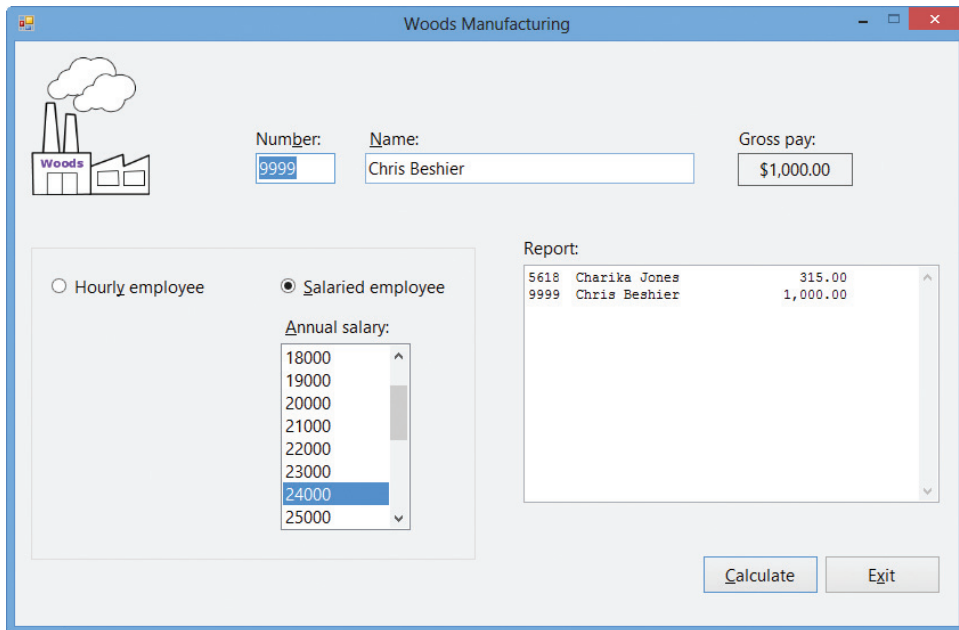 Woods Manufacturing
Woods
Number:
Name:
Gross pay:
9999
Chris Beshier
$1,000.00
Hourly employee
Salaried employee
Annual salary:
18000
19000
20000
21000
22000
23000
24000
25000
Report:
5618 Charika Jones 315.00
9999 Chris Beshier 1,000.00
Calculate
Exit